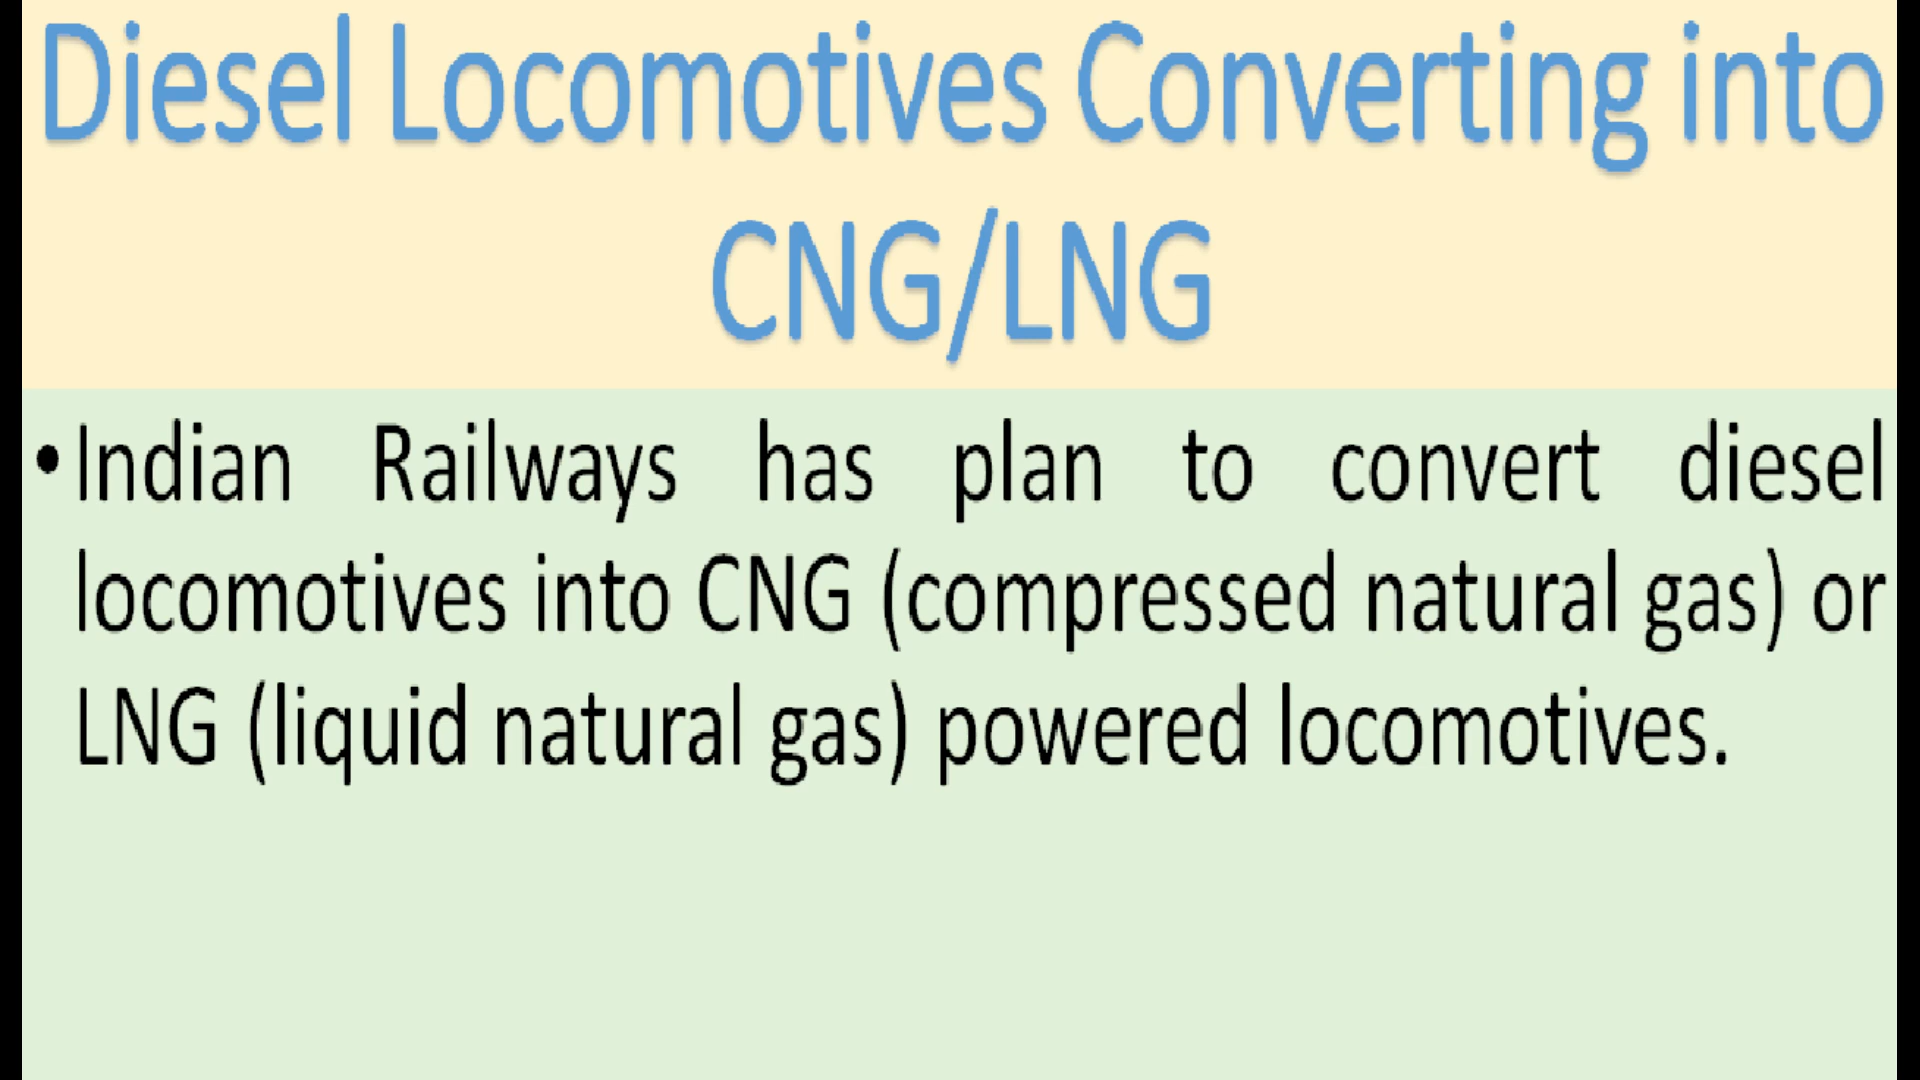 Diesel Locomotives Converting into
CNG/LNG
•Indian Railways has plan to convert diesel
locomotives into CNG (compressed natural gas) or
LNG (liquid natural gas) powered locomotives.